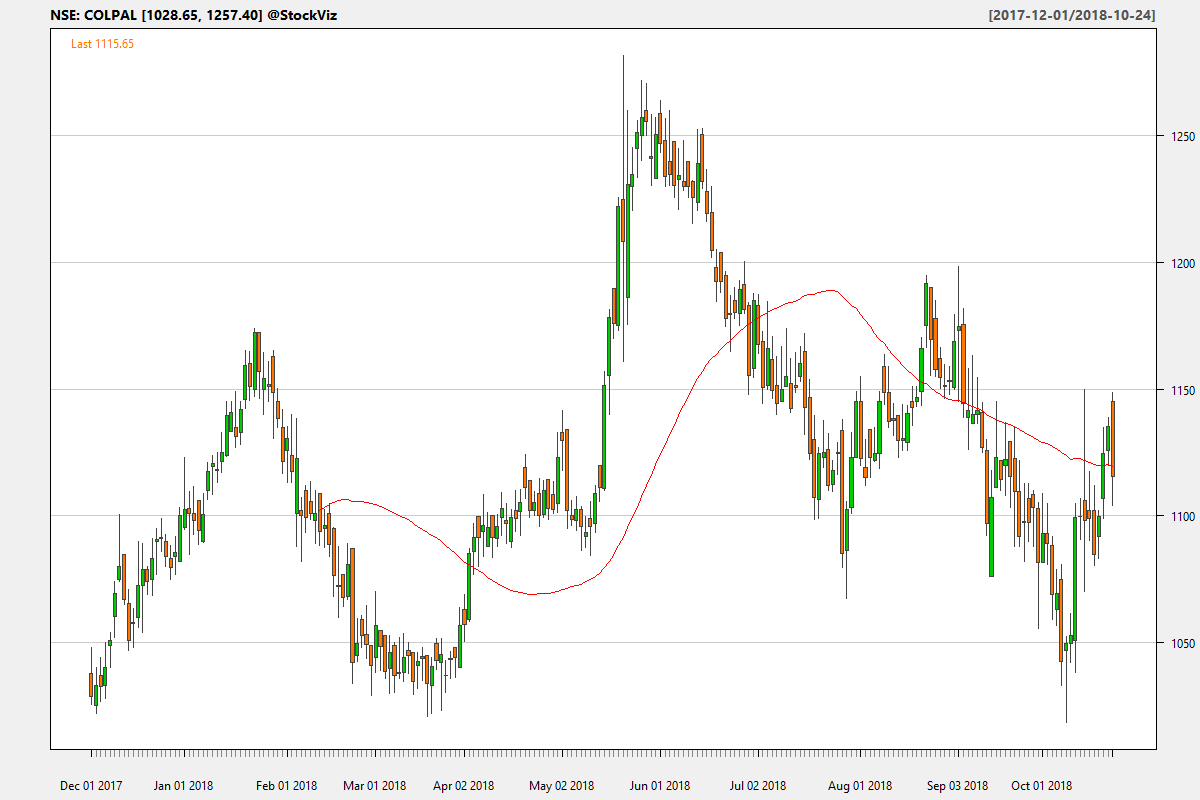 NSE: COLPAL [1028.65, 1257.40] @StockViz [2017-12-01/2018-10-24]
Last 1115.65
1250
1200
1150
1100
1050
Dec 01 2017 Jan 01 2018 Feb 01 2018 Mar 01 2018 Apr 02 2018 May 02 2018 Jun 01 2018 Jul 02 2018 Aug 01 2018 Sep 03 2018 Oct 01 2018